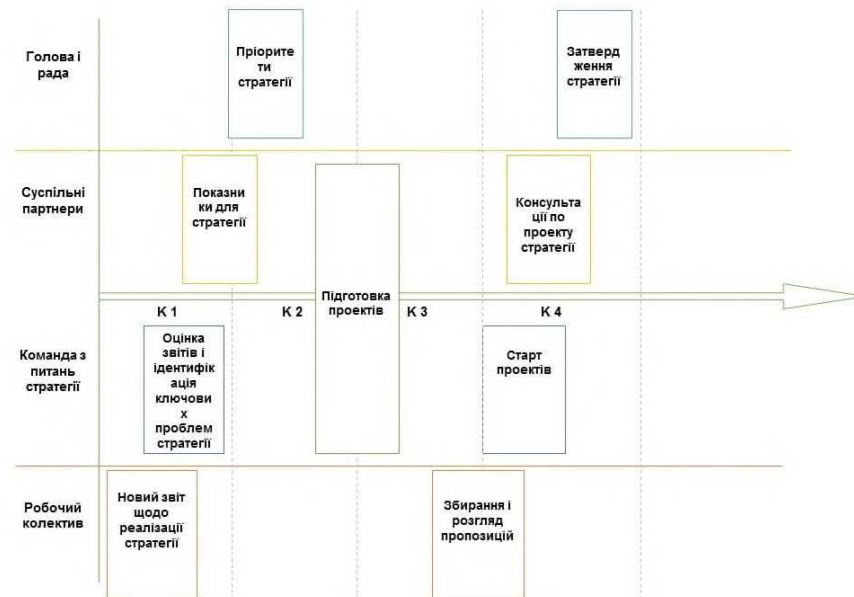 Голова і
рада
Пріорите
ти
стратегії
Затверд
ження
стратегії
Суспільні
партнери
Показни
ки для
стратегії
Консульта
ції по
проекту
стратегії
К 1
К 2
Підготовка
проектів
К 3
К 4
Команда з
питань
стратегії
Оцінка
звітів і
ідентифік
ація
ключови
х
проблем
стратегії
Старт
проектів
Робочий
колектив
Новий звіт
щодо
реалізації
стратегії
Збирання і
розгляд
пропозицій